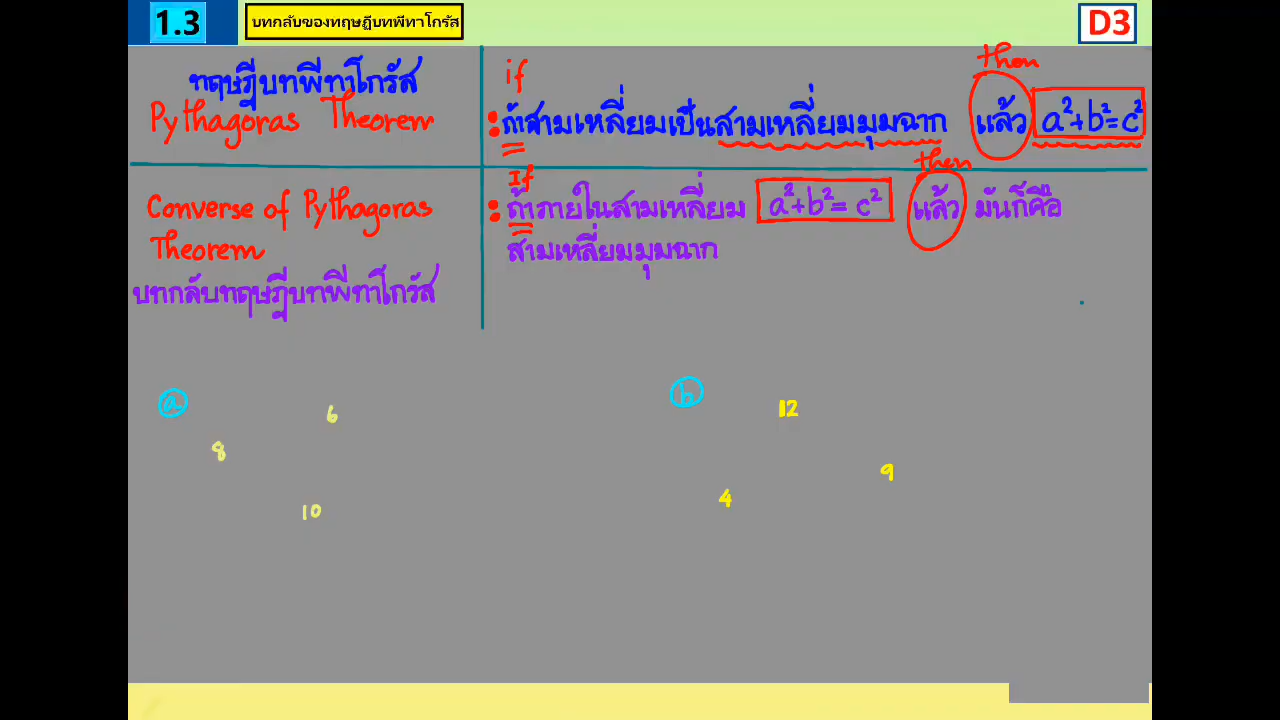 1.3
บทกลับของทฤษฎีบทพีทาโกรัส
D3
ทฤษฎีบทพีทาโกรัส
Pythagoras Theorem
if
then
:ถ้าสามเหลี่ยมเป็นสามเหลี่ยมมุมฉาก แล้ว a²+b²=c²
Converse of Pythagoras
Theorem
บทกลับทฤษฎีบทพีทาโกรัส
If
then
:ถ้าภายในสามเหลี่ยม a²+b²=c² แล้ว มันก็คือ
สามเหลี่ยมมุมฉาก
a
6
8
10
b
12
9
4